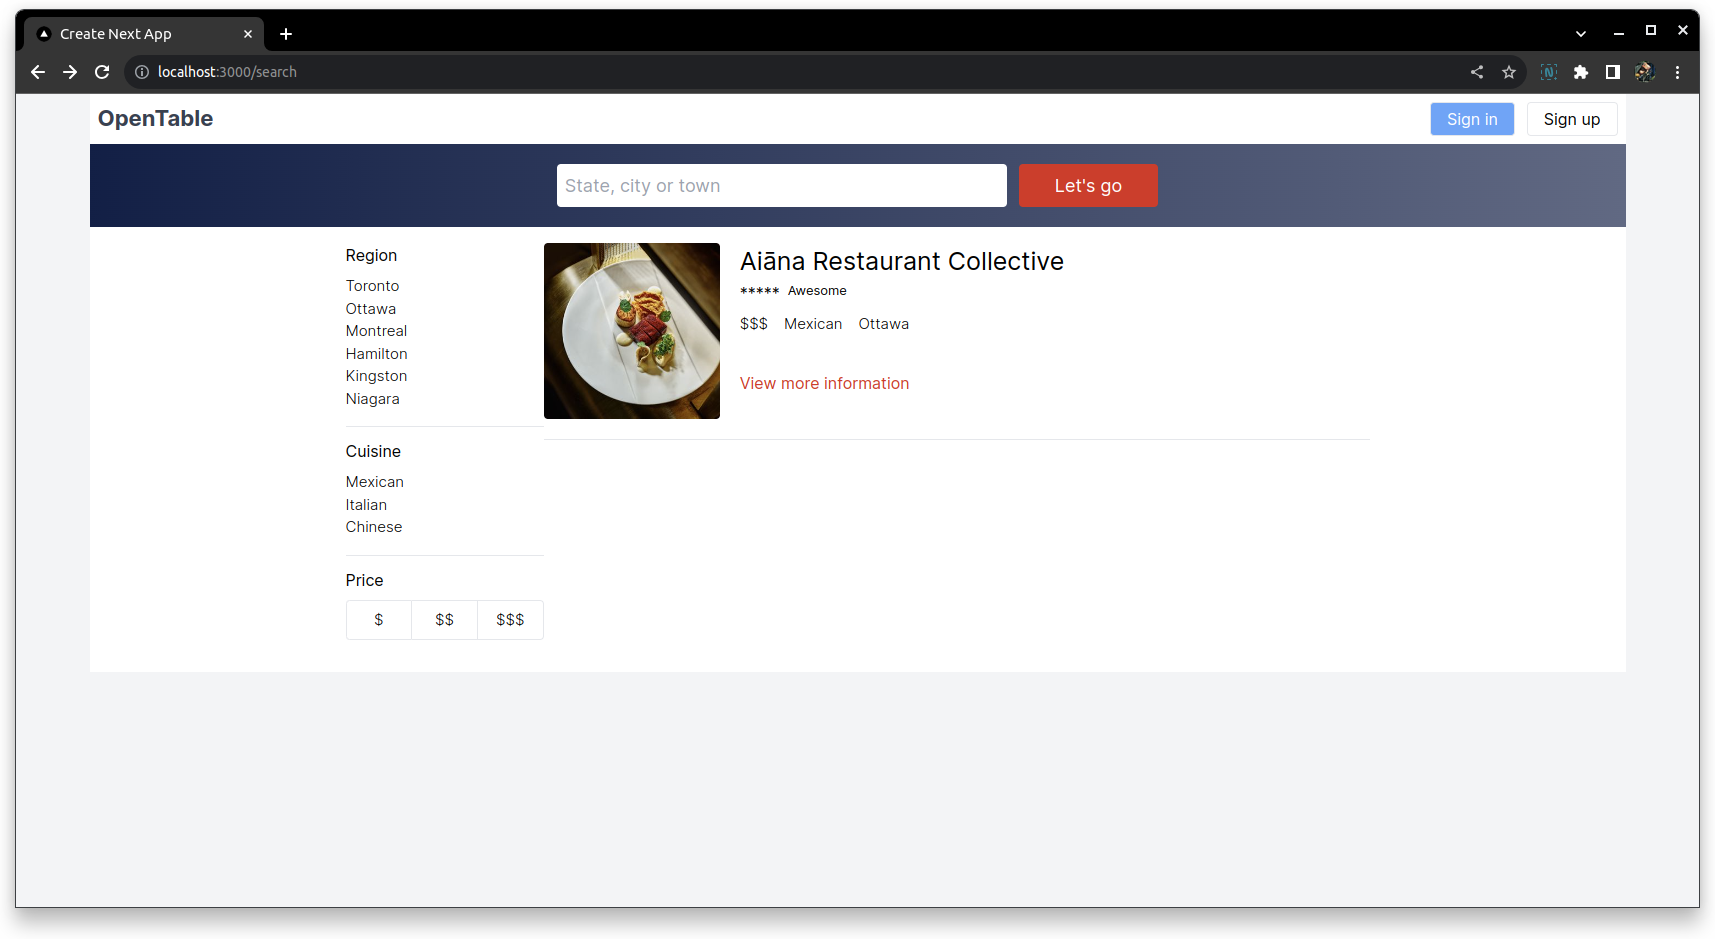 Create Next App
localhost:3000/search
OpenTable
Sign in
Sign up
State, city or town
Let's go
Region
Toronto
Ottawa
Montreal
Hamilton
Kingston
Niagara
Cuisine
Mexican
Italian
Chinese
Price
$
$$
$$$
Aiāna Restaurant Collective
***** Awesome
$$$ Mexican Ottawa
View more information